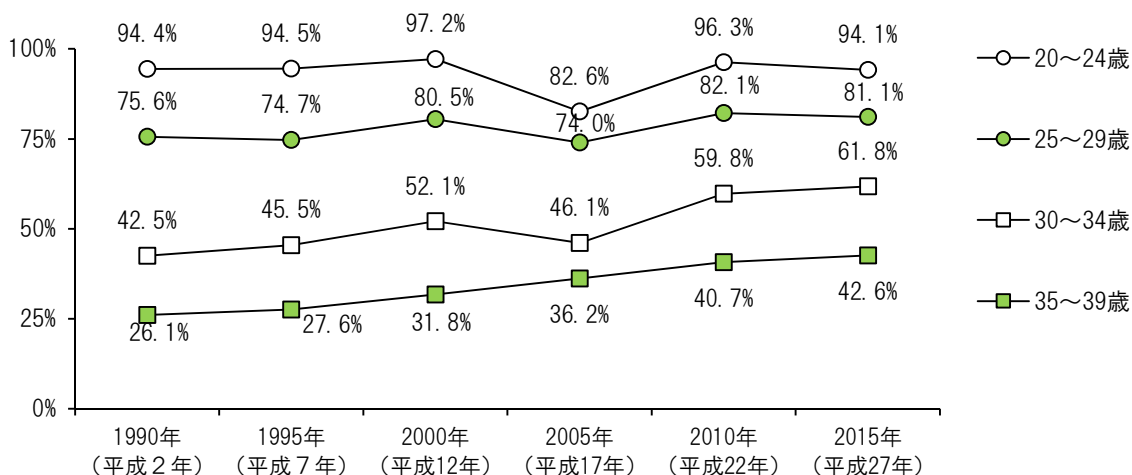 94.4%
94.5%
97.2%
82.6%
96.3%
94.1%
100%
20～24歳
75.6%
74.7%
80.5%
74.0%
82.1%
81.1%
75%
25～29歳
42.5%
45.5%
52.1%
46.1%
59.8%
61.8%
50%
30～34歳
26.1%
27.6%
31.8%
36.2%
40.7%
42.6%
25%
35～39歳
0%
1990年
（平成２年）
1995年
（平成７年）
2000年
（平成12年）
2005年
（平成17年）
2010年
（平成22年）
2015年
（平成27年）